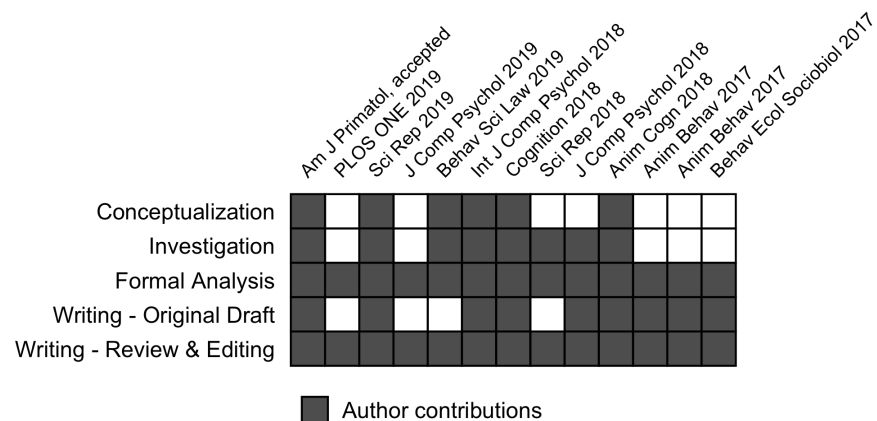 Am J Primatol, accepted
PLOS ONE 2019
Sci Rep 2019
J Comp Psychol 2019
Behav Sci Law 2019
Int J Comp Psychol 2018
Cognition 2018
Sci Rep 2018
J Comp Psychol 2018
Anim Cogn 2018
Anim Behav 2017
Anim Behav 2017
Behav Ecol Sociobiol 2017
Conceptualization
Investigation
Formal Analysis
Writing - Original Draft
Writing - Review & Editing
Author contributions